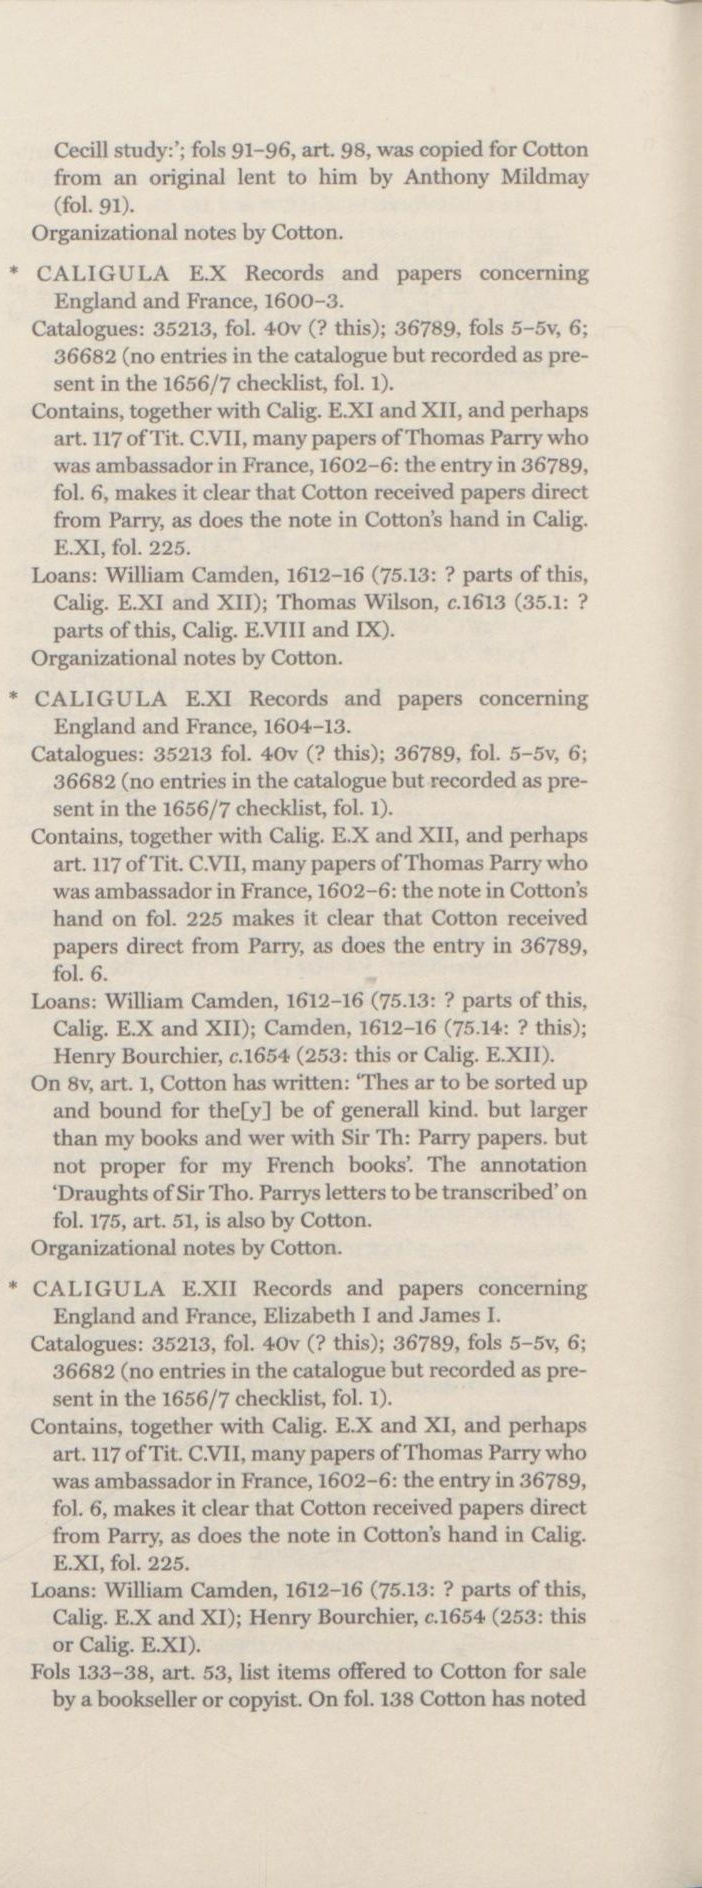 Cecill study:’; fols 91–96, art. 98, was copied for Cotton
from an original lent to him by Anthony Mildmay
(fol. 91).
Organizational notes by Cotton.
* CALIGULA E.X Records and papers concerning
England and France, 1600–3.
Catalogues: 35213, fol. 40v (? this); 36789, fols 5–5v, 6;
36682 (no entries in the catalogue but recorded as pre-
sent in the 1656/7 checklist, fol. 1).
Contains, together with Calig. E.XI and XII, and perhaps
art. 117 of Tit. C.VII, many papers of Thomas Parry who
was ambassador in France, 1602–6: the entry in 36789,
fol. 6, makes it clear that Cotton received papers direct
from Parry, as does the note in Cotton’s hand in Calig.
E.XI, fol. 225.
Loans: William Camden, 1612–16 (75.13: ? parts of this,
Calig. E.XI and XII); Thomas Wilson, c.1613 (35.1: ?
parts of this, Calig. E.VIII and IX).
Organizational notes by Cotton.
* CALIGULA E.XI Records and papers concerning
England and France, 1604–13.
Catalogues: 35213 fol. 40v (? this); 36789, fol. 5–5v, 6;
36682 (no entries in the catalogue but recorded as pre-
sent in the 1656/7 checklist, fol. 1).
Contains, together with Calig. E.X and XII, and perhaps
art. 117 of Tit. C.VII, many papers of Thomas Parry who
was ambassador in France, 1602–6: the note in Cotton’s
hand on fol. 225 makes it clear that Cotton received
papers direct from Parry, as does the entry in 36789,
fol. 6.
Loans: William Camden, 1612–16 (75.13: ? parts of this,
Calig. E.X and XII); Camden, 1612–16 (75.14: ? this);
Henry Bourchier, c.1654 (253: this or Calig. E.XII).
On 8v, art. 1, Cotton has written: ‘Thes ar to be sorted up
and bound for the[y] be of generall kind. but larger
than my books and wer with Sir Th: Parry papers. but
not proper for my French books’. The annotation
‘Draughts of Sir Tho. Parrys letters to be transcribed’ on
fol. 175, art. 51, is also by Cotton.
Organizational notes by Cotton.
* CALIGULA E.XII Records and papers concerning
England and France, Elizabeth I and James I.
Catalogues: 35213, fol. 40v (? this); 36789, fols 5–5v, 6;
36682 (no entries in the catalogue but recorded as pre-
sent in the 1656/7 checklist, fol. 1).
Contains, together with Calig. E.X and XI, and perhaps
art. 117 of Tit. C.VII, many papers of Thomas Parry who
was ambassador in France, 1602–6: the entry in 36789,
fol. 6, makes it clear that Cotton received papers direct
from Parry, as does the note in Cotton’s hand in Calig.
E.XI, fol. 225.
Loans: William Camden, 1612–16 (75.13: ? parts of this,
Calig. E.X and XI); Henry Bourchier, c.1654 (253: this
or Calig. E.XI).
Fols 133–38, art. 53, list items offered to Cotton for sale
by a bookseller or copyist. On fol. 138 Cotton has noted